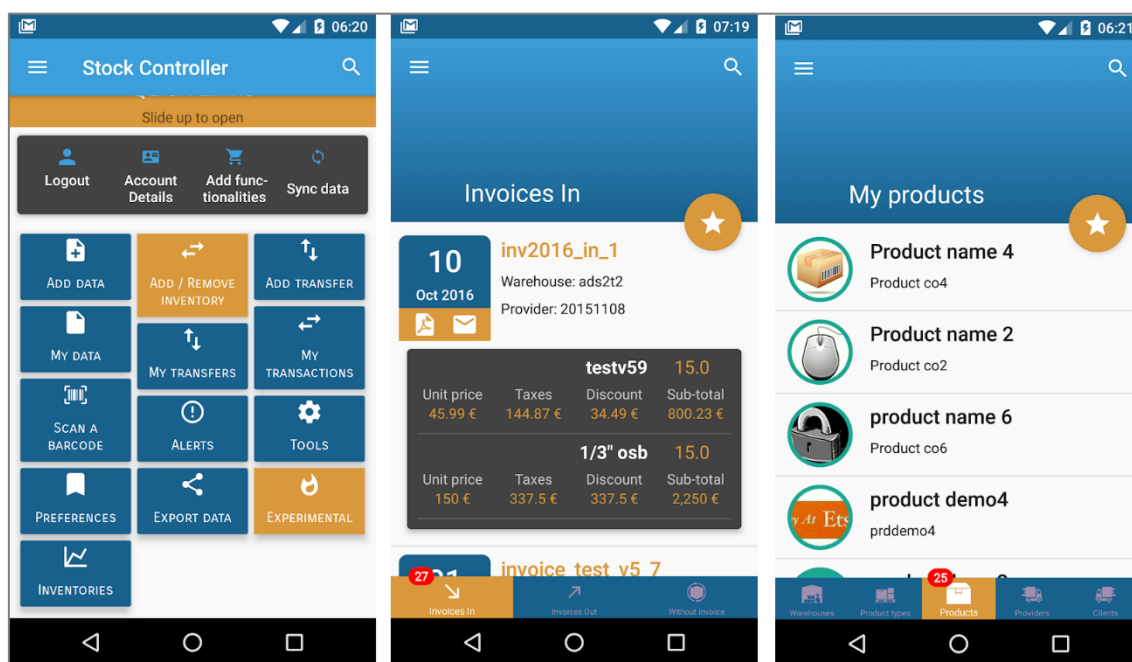 06:20
Stock Controller
Slide up to open
Logout
Account
Details
Add func-
tionalities
Sync data
ADD DATA
ADD / REMOVE
INVENTORY
ADD TRANSFER
MY DATA
MY TRANSFERS
MY
TRANSACTIONS
SCAN A
BARCODE
ALERTS
TOOLS
PREFERENCES
EXPORT DATA
EXPERIMENTAL
INVENTORIES
07:19
Invoices In
10
Oct 2016
inv2016_in_1
Warehouse: ads2t2
Provider: 20151108
testv59 15.0
Unit price Taxes Discount Sub-total
45.99 € 144.87 € 34.49 € 800.23 €
1/3" osb 15.0
Unit price Taxes Discount Sub-total
150 € 337.5 € 337.5 € 2,250 €
invoice_test_v5_7
27
Invoices In
Invoices Out
Without invoice
06:21
My products
Product name 4
Product co4
Product name 2
Product co2
product name 6
Product co6
product demo4
prddemo4
y At Ets
25
Warehouses
Product types
Products
Providers
Clients